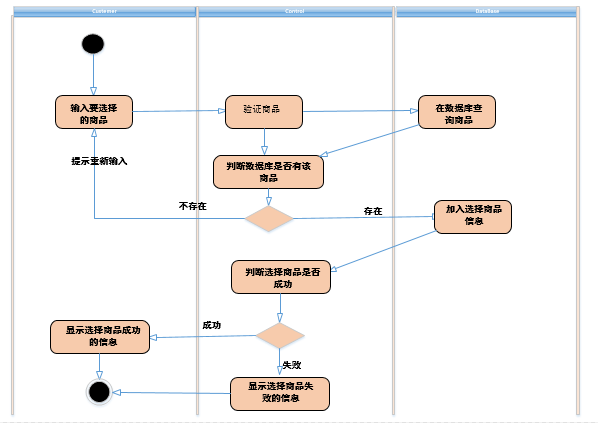 Customer
Control
DataBase
输入要选择
的商品
验证商品
在数据库查
询商品
提示重新输入
判断数据库是否有该
商品
不存在
存在
加入选择商品
信息
判断选择商品是否
成功
成功
显示选择商品成功
的信息
失败
显示选择商品失
败的信息